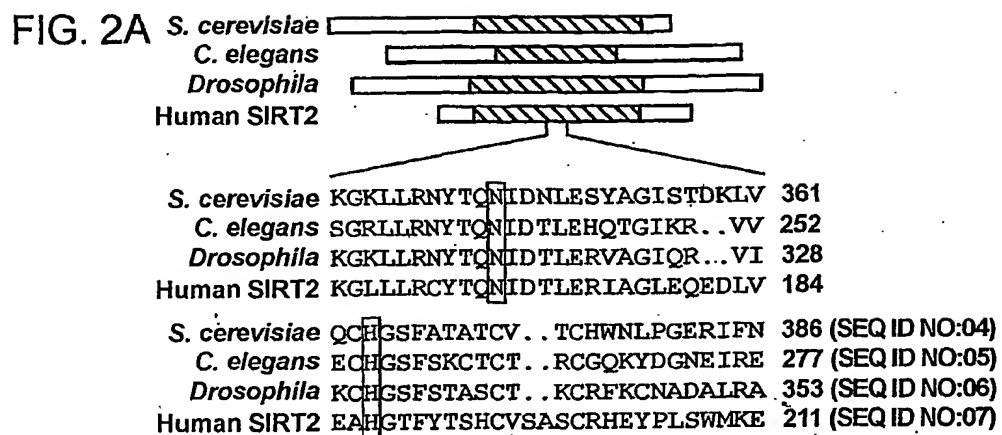 FIG. 2A
S. cerevisiae
C. elegans
Drosophila
Human SIRT2
S. cerevisiae KGKLLRNYTQNIDNLESYAGISTDKLV 361
C. elegans SGRLLRNYTQNIDTLEHQTGIKR..VV 252
Drosophila KGKLLRNYTQNIDTLERVAGIQR...VI 328
Human SIRT2 KGLLLRCYTQNIDTLERIAGLEQEDLV 184
S. cerevisiae QCHGSFATATCV..TCHWNLPGERIFN 386 (SEQ ID NO:04)
C. elegans ECHGSFSKCTCT..RCGQKYDGNEIRE 277 (SEQ ID NO:05)
Drosophila KCHGSFSTASCT..KCRFKCNADALRA 353 (SEQ ID NO:06)
Human SIRT2 EAHGTFYTSHCVSASCRHEYPLSWMKE 211 (SEQ ID NO:07)